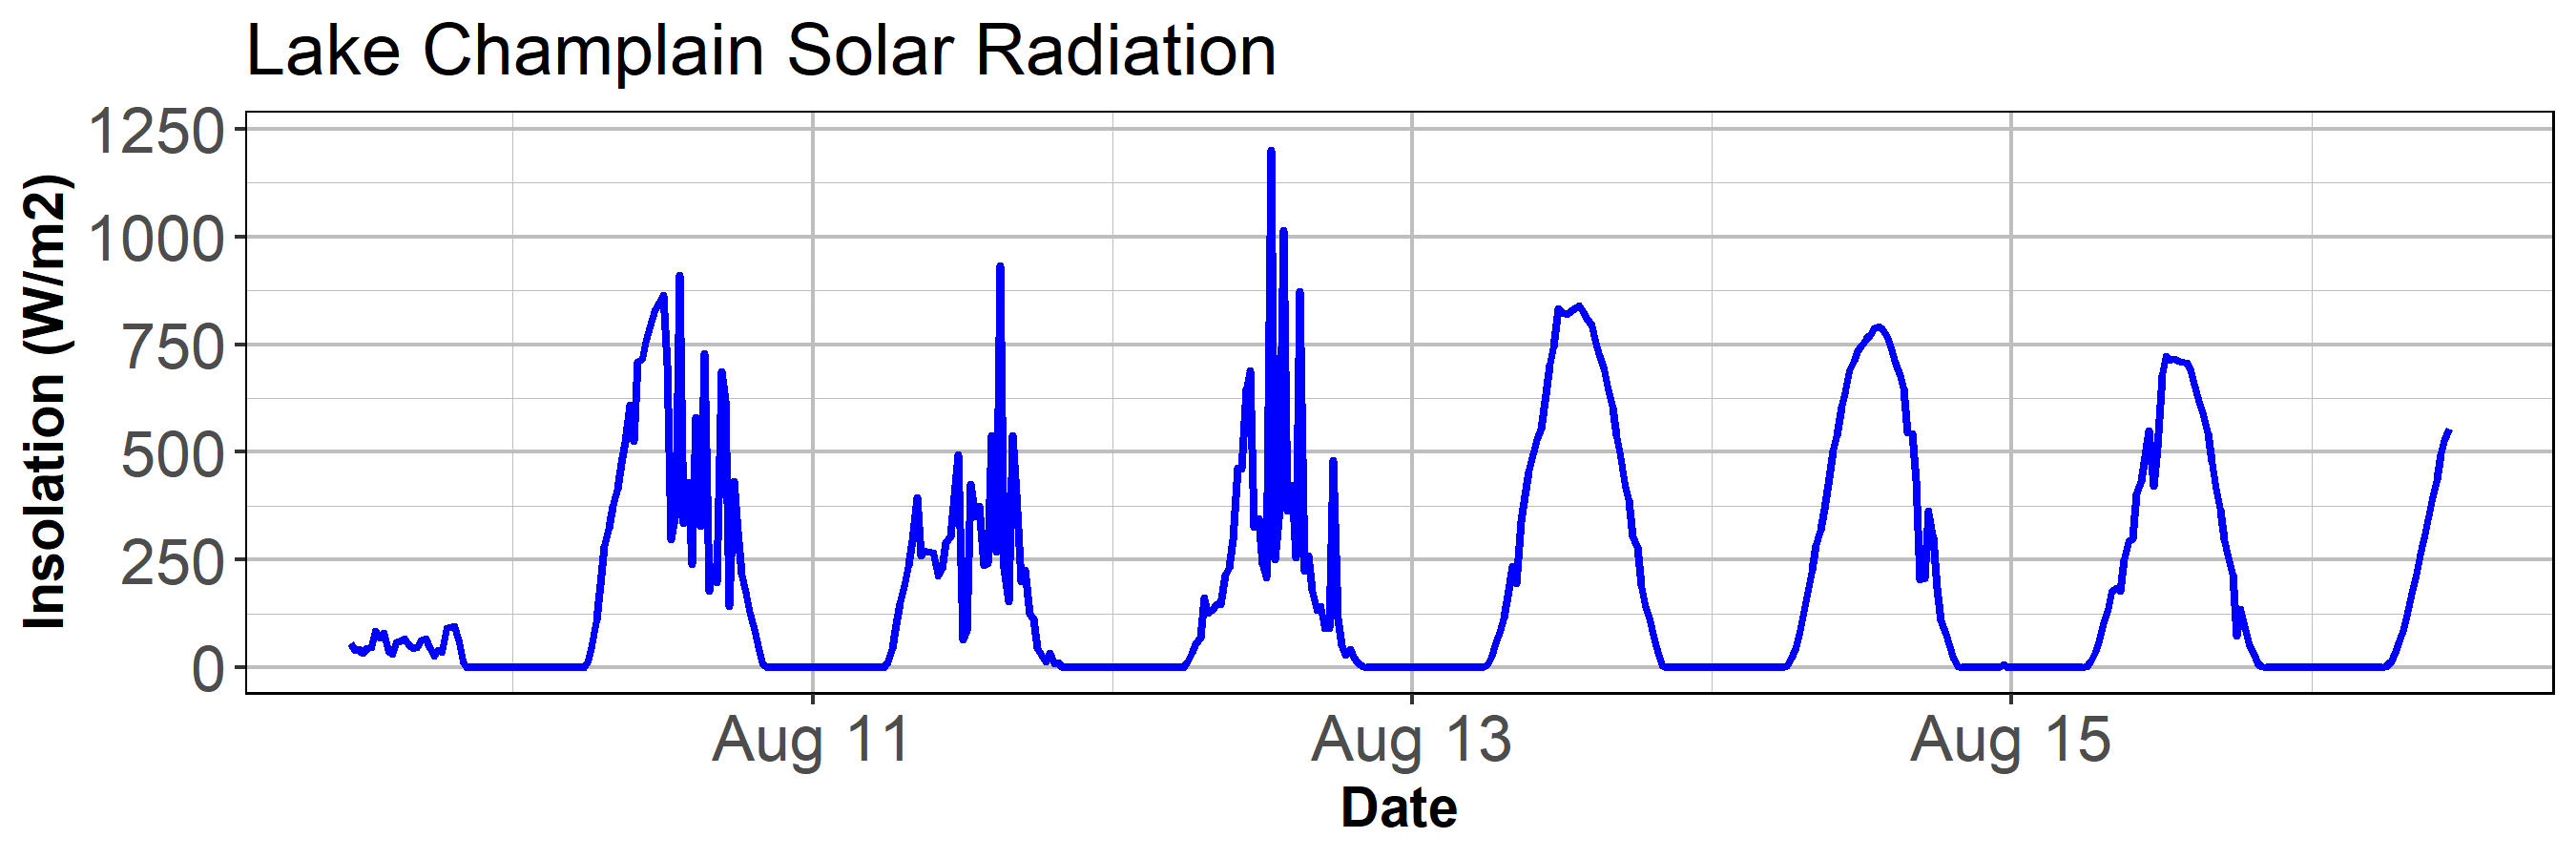 Lake Champlain Solar Radiation
1250
1000
750
500
250
0
Insolation (W/m2)
Aug 11
Aug 13
Aug 15
Date